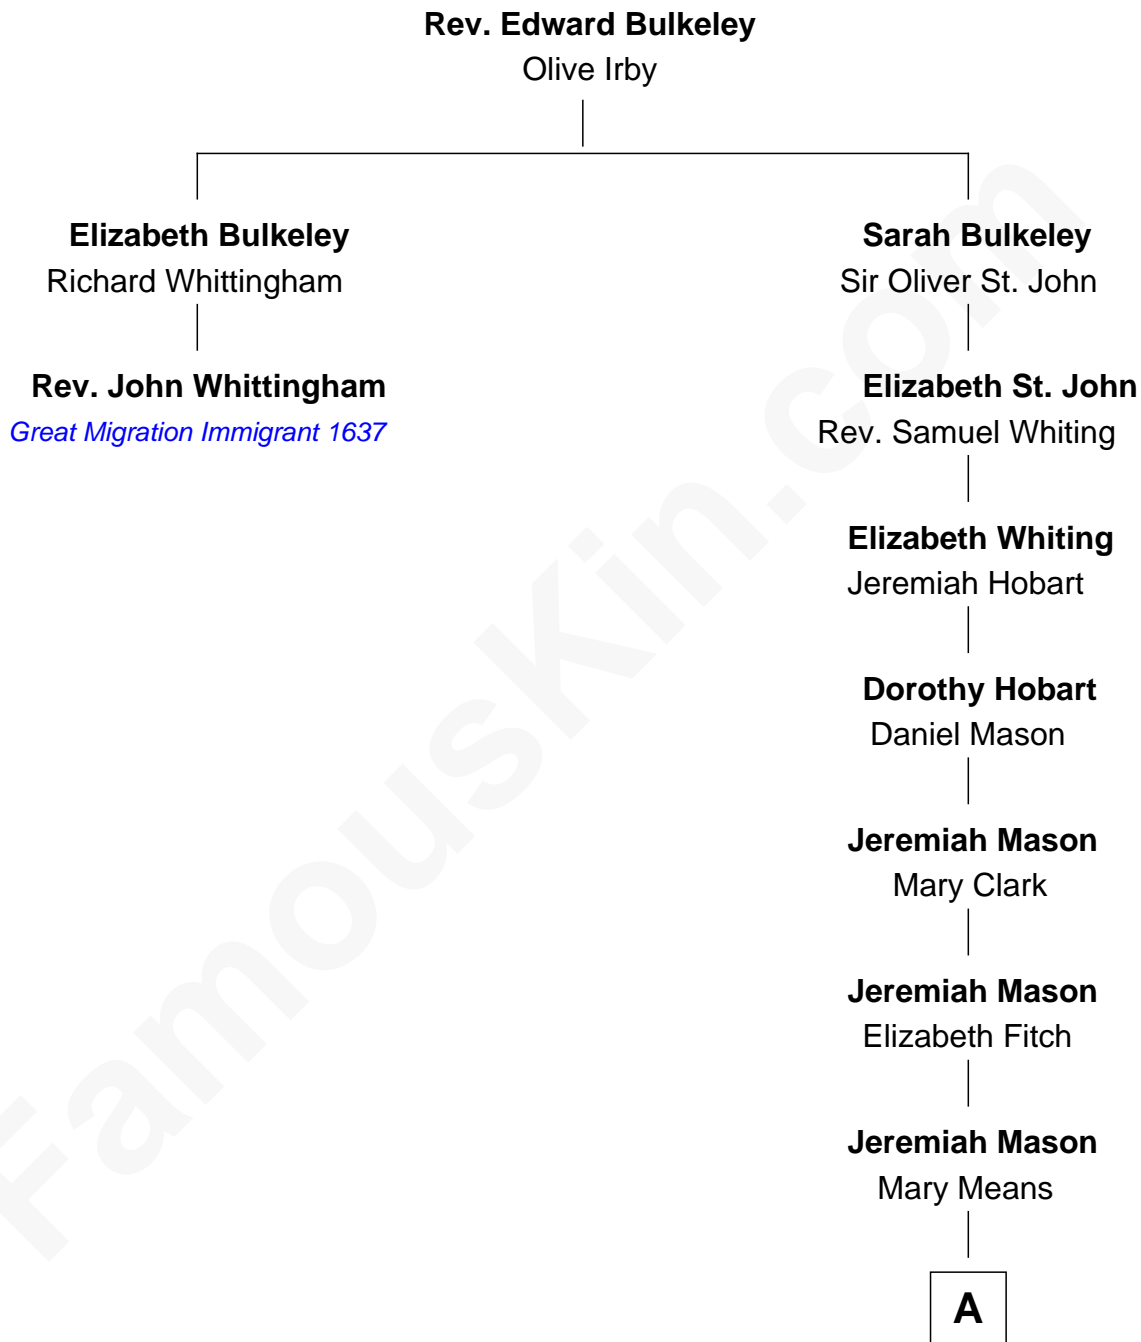 Rev. Edward Bulkeley
Olive Irby
Elizabeth Bulkeley
Richard Whittingham
Sarah Bulkeley
Sir Oliver St. John
Rev. John Whittingham
Great Migration Immigrant 1637
Elizabeth St. John
Rev. Samuel Whiting
Elizabeth Whiting
Jeremiah Hobart
Dorothy Hobart
Daniel Mason
Jeremiah Mason
Mary Clark
Jeremiah Mason
Elizabeth Fitch
Jeremiah Mason
Mary Means
A
FamousKin.com